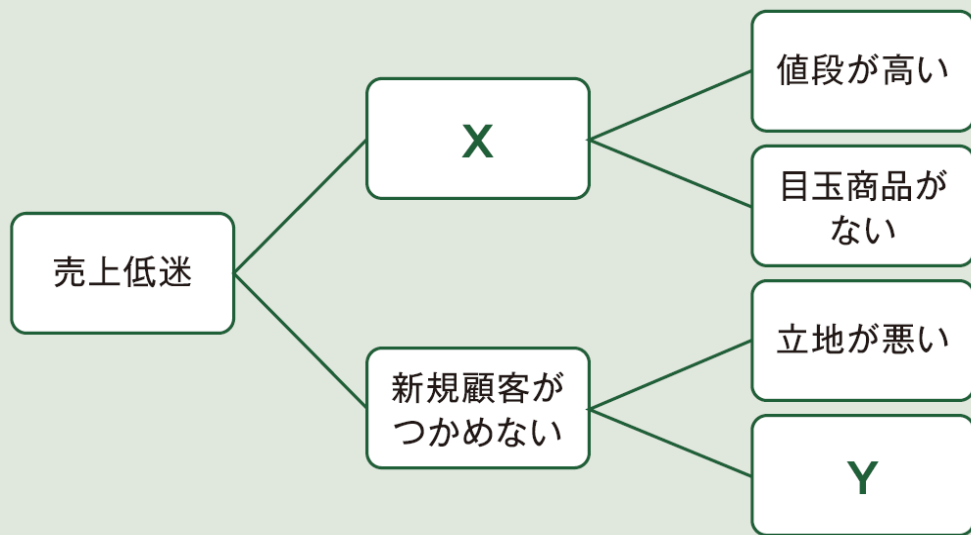 値段が高い
X
目玉商品が
ない
売上低迷
立地が悪い
新規顧客が
つかめない
Y